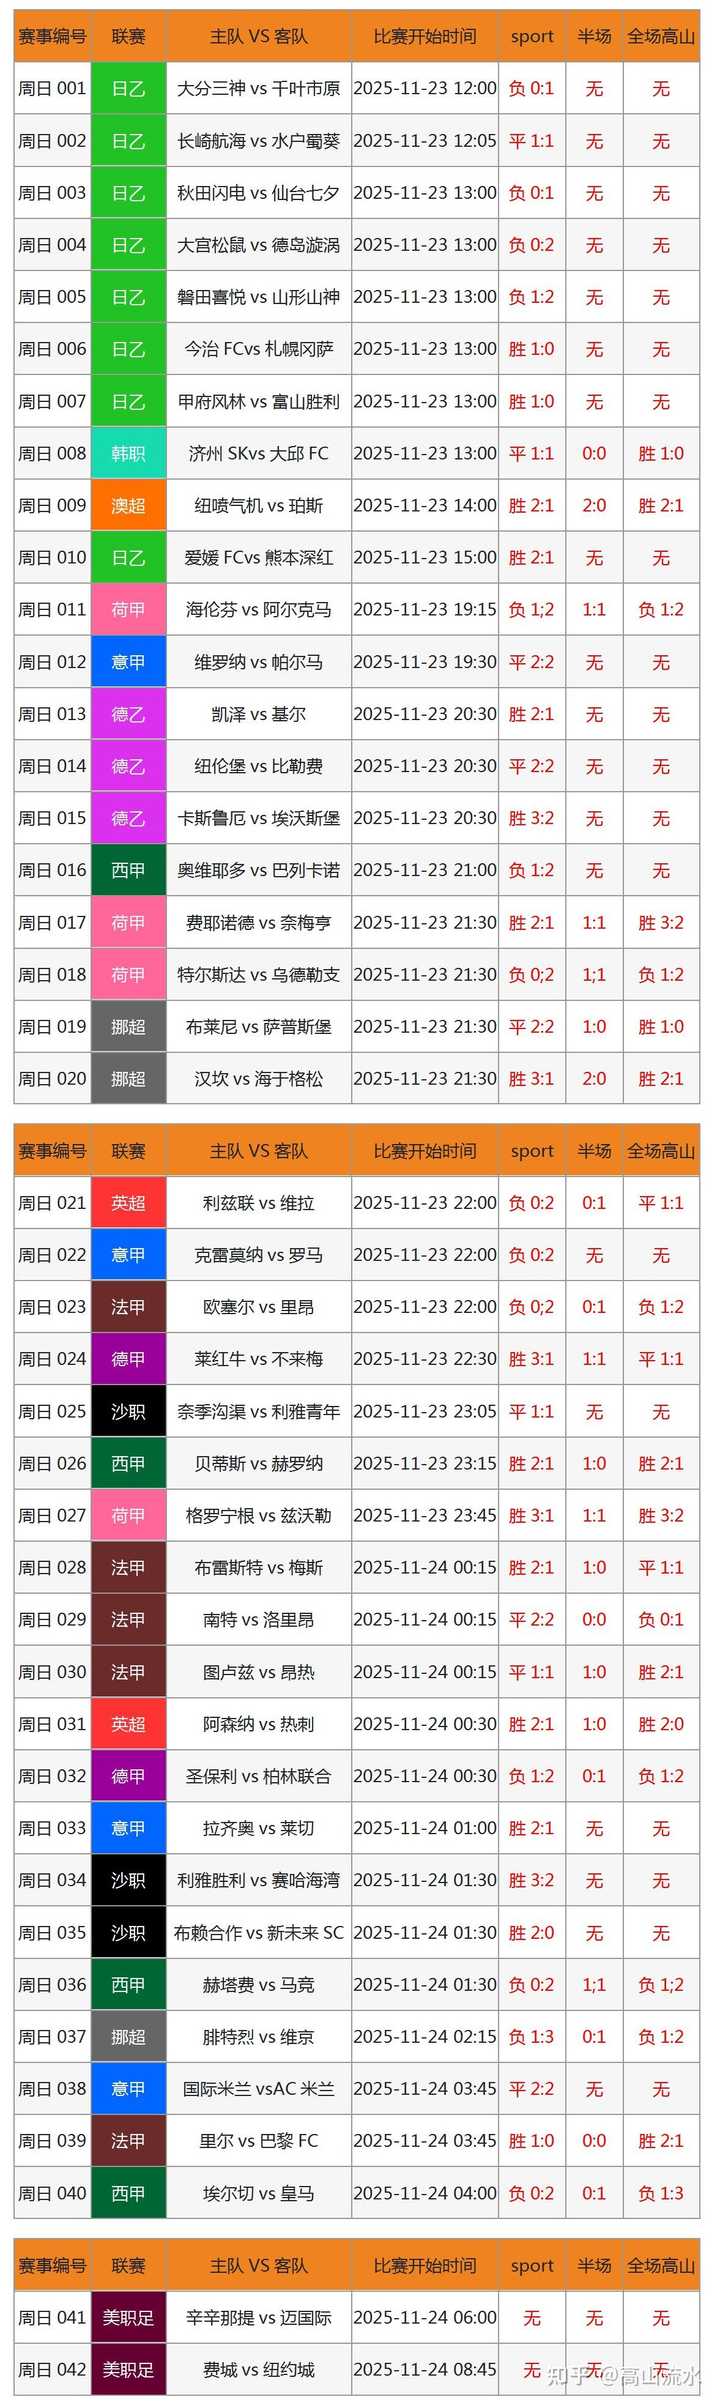 赛事编号 联赛 主队 VS 客队 比赛开始时间 sport 半场 全场高山
周日 001 日乙 大分三神 vs 千叶市原 2025-11-23 12:00 负 0:1 无 无
周日 002 日乙 长崎航海 vs 水户蜀葵 2025-11-23 12:05 平 1:1 无 无
周日 003 日乙 秋田闪电 vs 仙台七夕 2025-11-23 13:00 负 0:1 无 无
周日 004 日乙 大宫松鼠 vs 德岛漩涡 2025-11-23 13:00 负 0:2 无 无
周日 005 日乙 磐田喜悦 vs 山形山神 2025-11-23 13:00 负 1:2 无 无
周日 006 日乙 今治 FCvs 札幌冈萨 2025-11-23 13:00 胜 1:0 无 无
周日 007 日乙 甲府风林 vs 富山胜利 2025-11-23 13:00 胜 1:0 无 无
周日 008 韩职 济州 SKvs 大邱 FC 2025-11-23 13:00 平 1:1 0:0 胜 1:0
周日 009 澳超 纽喷气机 vs 珀斯 2025-11-23 14:00 胜 2:1 2:0 胜 2:1
周日 010 日乙 爱媛 FCvs 熊本深红 2025-11-23 15:00 胜 2:1 无 无
周日 011 荷甲 海伦芬 vs 阿尔克马 2025-11-23 19:15 负 1;2 1:1 负 1:2
周日 012 意甲 维罗纳 vs 帕尔马 2025-11-23 19:30 平 2:2 无 无
周日 013 德乙 凯泽 vs 基尔 2025-11-23 20:30 胜 2:1 无 无
周日 014 德乙 纽伦堡 vs 比勒费 2025-11-23 20:30 平 2:2 无 无
周日 015 德乙 卡斯鲁厄 vs 埃沃斯堡 2025-11-23 20:30 胜 3:2 无 无
周日 016 西甲 奥维耶多 vs 巴列卡诺 2025-11-23 21:00 负 1:2 无 无
周日 017 荷甲 费耶诺德 vs 奈梅亨 2025-11-23 21:30 胜 2:1 1:1 胜 3:2
周日 018 荷甲 特尔斯达 vs 乌德勒支 2025-11-23 21:30 负 0;2 1;1 负 1:2
周日 019 挪超 布莱尼 vs 萨普斯堡 2025-11-23 21:30 平 2:2 1:0 胜 1:0
周日 020 挪超 汉坎 vs 海于格松 2025-11-23 21:30 胜 3:1 2:0 胜 2:1
赛事编号 联赛 主队 VS 客队 比赛开始时间 sport 半场 全场高山
周日 021 英超 利兹联 vs 维拉 2025-11-23 22:00 负 0:2 0:1 平 1:1
周日 022 意甲 克雷莫纳 vs 罗马 2025-11-23 22:00 负 0:2 无 无
周日 023 法甲 欧塞尔 vs 里昂 2025-11-23 22:00 负 0;2 0:1 负 1:2
周日 024 德甲 莱红牛 vs 不来梅 2025-11-23 22:30 胜 3:1 1:1 平 1:1
周日 025 沙职 奈季沟渠 vs 利雅青年 2025-11-23 23:05 平 1:1 无 无
周日 026 西甲 贝蒂斯 vs 赫罗纳 2025-11-23 23:15 胜 2:1 1:0 胜 2:1
周日 027 荷甲 格罗宁根 vs 兹沃勒 2025-11-23 23:45 胜 3:1 1:1 胜 3:2
周日 028 法甲 布雷斯特 vs 梅斯 2025-11-24 00:15 胜 2:1 1:0 平 1:1
周日 029 法甲 南特 vs 洛里昂 2025-11-24 00:15 平 2:2 0:0 负 0:1
周日 030 法甲 图卢兹 vs 昂热 2025-11-24 00:15 平 1:1 1:0 胜 2:1
周日 031 英超 阿森纳 vs 热刺 2025-11-24 00:30 胜 2:1 1:0 胜 2:0
周日 032 德甲 圣保利 vs 柏林联合 2025-11-24 00:30 负 1:2 0:1 负 1:2
周日 033 意甲 拉齐奥 vs 莱切 2025-11-24 01:00 胜 2:1 无 无
周日 034 沙职 利雅胜利 vs 赛哈海湾 2025-11-24 01:30 胜 3:2 无 无
周日 035 沙职 布赖合作 vs 新未来 SC 2025-11-24 01:30 胜 2:0 无 无
周日 036 西甲 赫塔费 vs 马竞 2025-11-24 01:30 负 0:2 1;1 负 1;2
周日 037 挪超 腓特烈 vs 维京 2025-11-24 02:15 负 1:3 0:1 负 1:2
周日 038 意甲 国际米兰 vsAC 米兰 2025-11-24 03:45 平 2:2 无 无
周日 039 法甲 里尔 vs 巴黎 FC 2025-11-24 03:45 胜 1:0 0:0 胜 2:1
周日 040 西甲 埃尔切 vs 皇马 2025-11-24 04:00 负 0:2 0:1 负 1:3
赛事编号 联赛 主队 VS 客队 比赛开始时间 sport 半场 全场高山
周日 041 美职足 辛辛那提 vs 迈国际 2025-11-24 06:00 无 无 无
周日 042 美职足 费城 vs 纽约城 2025-11-24 08:45 无 无 无
知乎 @高山流水